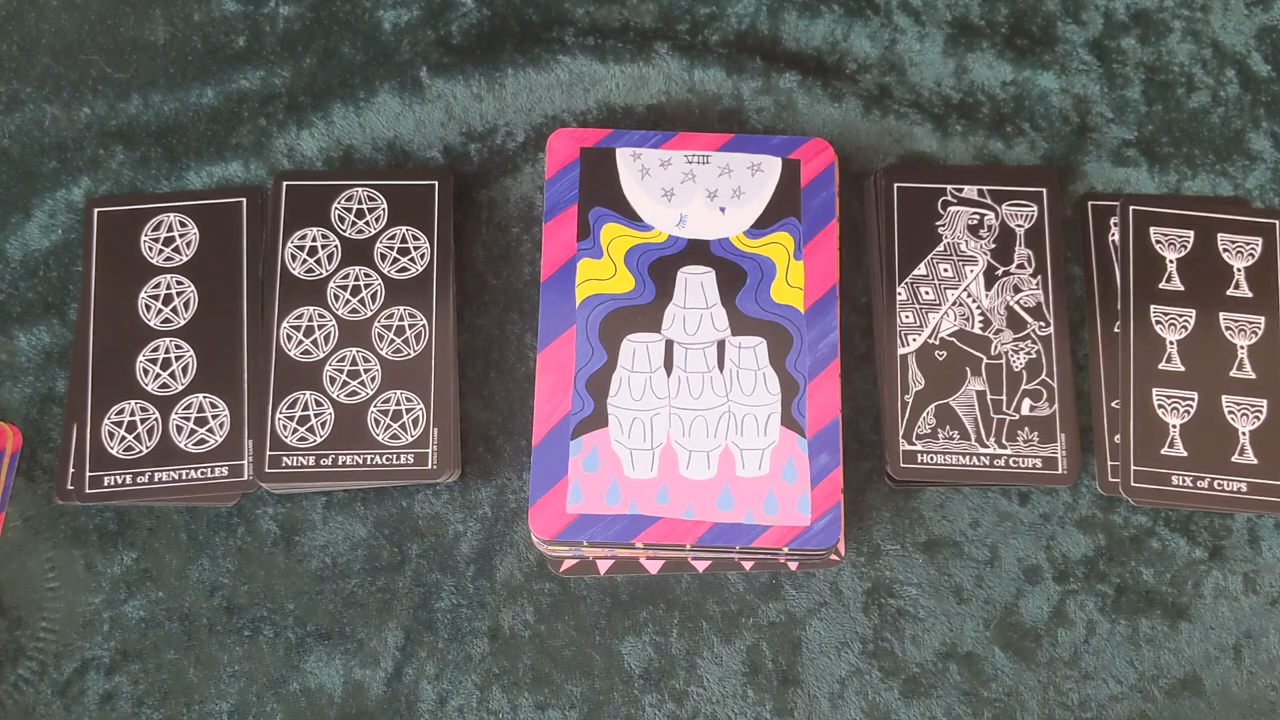 FIVE of PENTACLES
NINE of PENTACLES
VIII
HORSEMAN of CUPS
SIX of CUPS